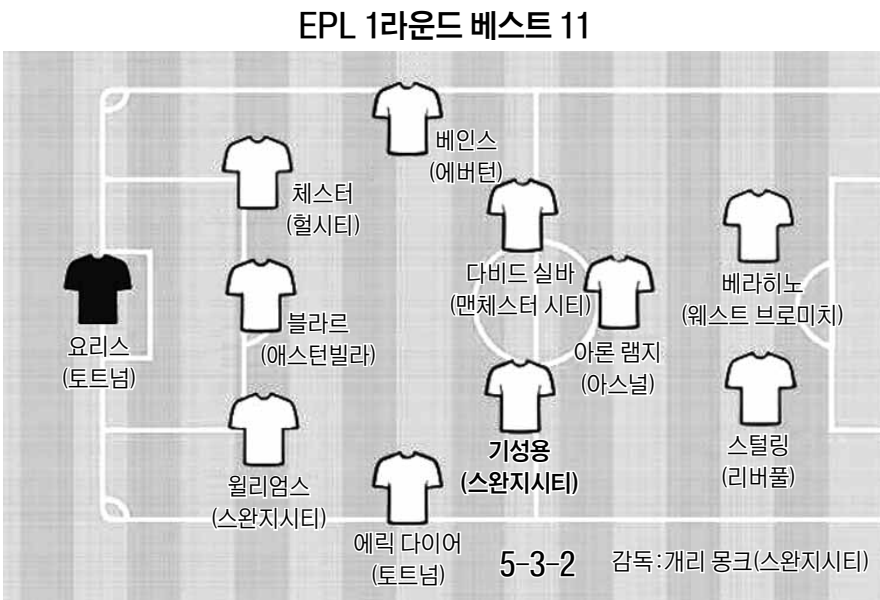 EPL 1라운드 베스트 11
베인스
(에버턴)
체스터
(헐시티)
다비드 실바
(맨체스터 시티)
베라히노
(웨스트 브로미치)
블라르
(애스턴빌라)
요리스
(토트넘)
아론 램지
(아스널)
기성용
(스완지시티)
스털링
(리버풀)
윌리엄스
(스완지시티)
에릭 다이어
(토트넘)
5-3-2
감독:개리 몽크(스완지시티)